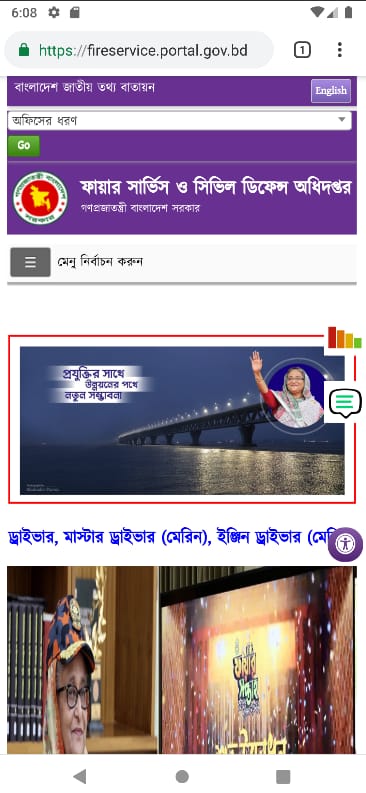 6:08
https://fireservice.portal.gov.bd
1
বাংলাদেশ জাতীয় তথ্য বাতায়ন
English
অফিসের ধরণ
Go
ফায়ার সার্ভিস ও সিভিল ডিফেন্স অধিদপ্তর
গণপ্রজাতন্ত্রী বাংলাদেশ সরকার
মেনু নির্বাচন করুন
প্রযুক্তির সাথে
উন্নয়নের পথে
নতুন সম্ভাবনা
ড্রাইভার, মাস্টার ড্রাইভার (মেরিন), ইঞ্জিন ড্রাইভার
ফায়ার
সপ্তাহ